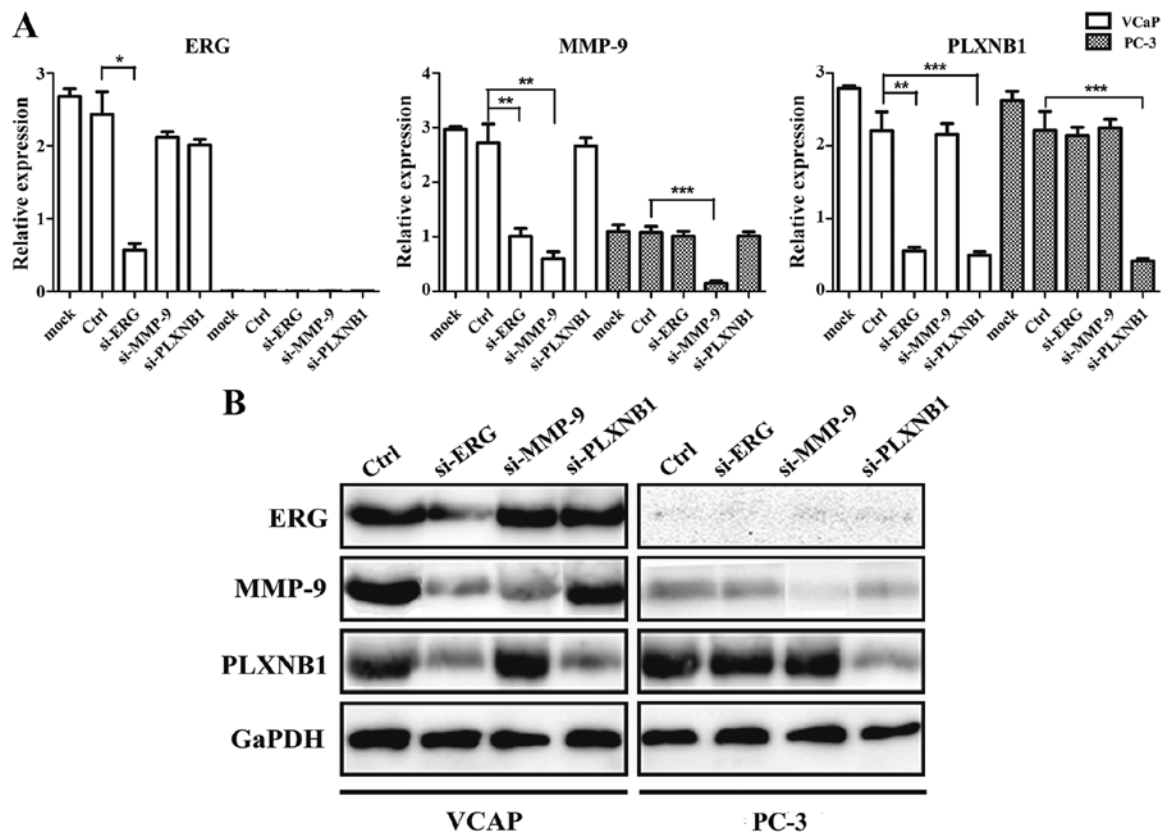 A
ERG
MMP-9
PLXNB1
VCaP
PC-3
Relative expression
3
2
1
0
*
mock
Ctrl
si-ERG
si-MMP-9
si-PLXNB1
mock
Ctrl
si-ERG
si-MMP-9
si-PLXNB1
Relative expression
4
3
2
1
0
**
**
***
mock
Ctrl
si-ERG
si-MMP-9
si-PLXNB1
mock
Ctrl
si-ERG
si-MMP-9
si-PLXNB1
Relative expression
3
2
1
0
***
**
***
mock
Ctrl
si-ERG
si-MMP-9
si-PLXNB1
mock
Ctrl
si-ERG
si-MMP-9
si-PLXNB1
B
Ctrl si-ERG si-MMP-9 si-PLXNB1 Ctrl si-ERG si-MMP-9 si-PLXNB1
ERG
MMP-9
PLXNB1
GaPDH
VCAP PC-3